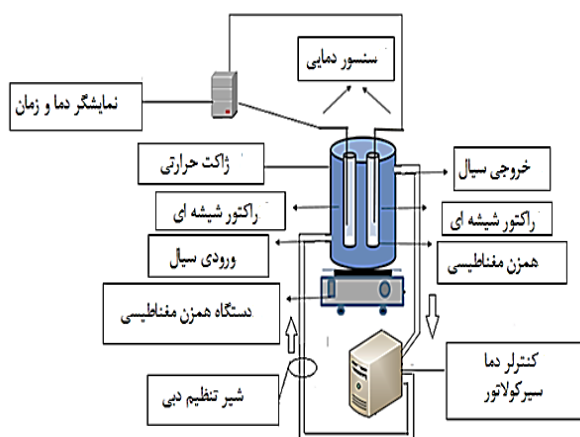 سنسور دمایی
نمایشگر دما و زمان
ژاکت حرارتی
خروجی سیال
راکتور شیشه ای
راکتور شیشه ای
ورودی سیال
همزن مغناطیسی
دستگاه همزن مغناطیسی
شیر تنظیم دبی
کنترلر دما
سیرکولاتور